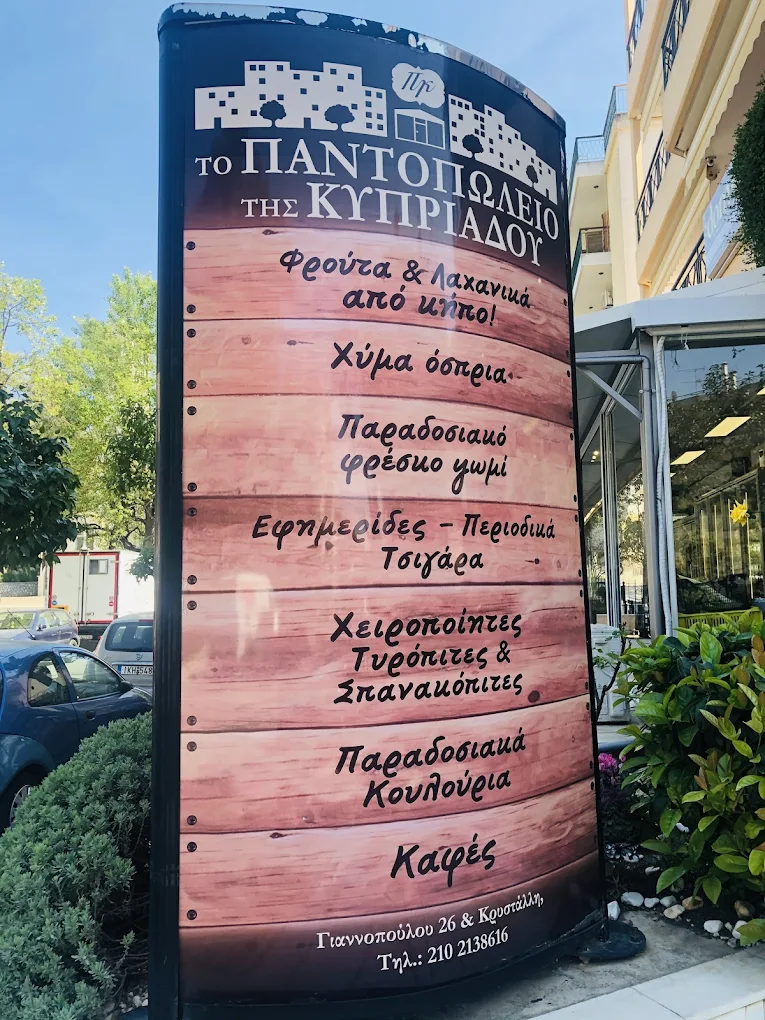 Πκ
ΤΟ ΠΑΝΤΟΠΩΛΕΙΟ
ΤΗΣ ΚΥΠΡΙΑΔΟΥ
Φρούτα & Λαχανικά
από κήπο!
Χύμα όσπρια
Παραδοσιακό
φρέσκο ψωμί
Εφημερίδες - Περιοδικά
Τσιγάρα
Χειροποίητες
Τυρόπιτες &
Σπανακόπιτες
Παραδοσιακά
Κουλούρια
Καφές
Γιαννοπούλου 26 & Κρυστάλλη,
Τηλ.: 210 2138616